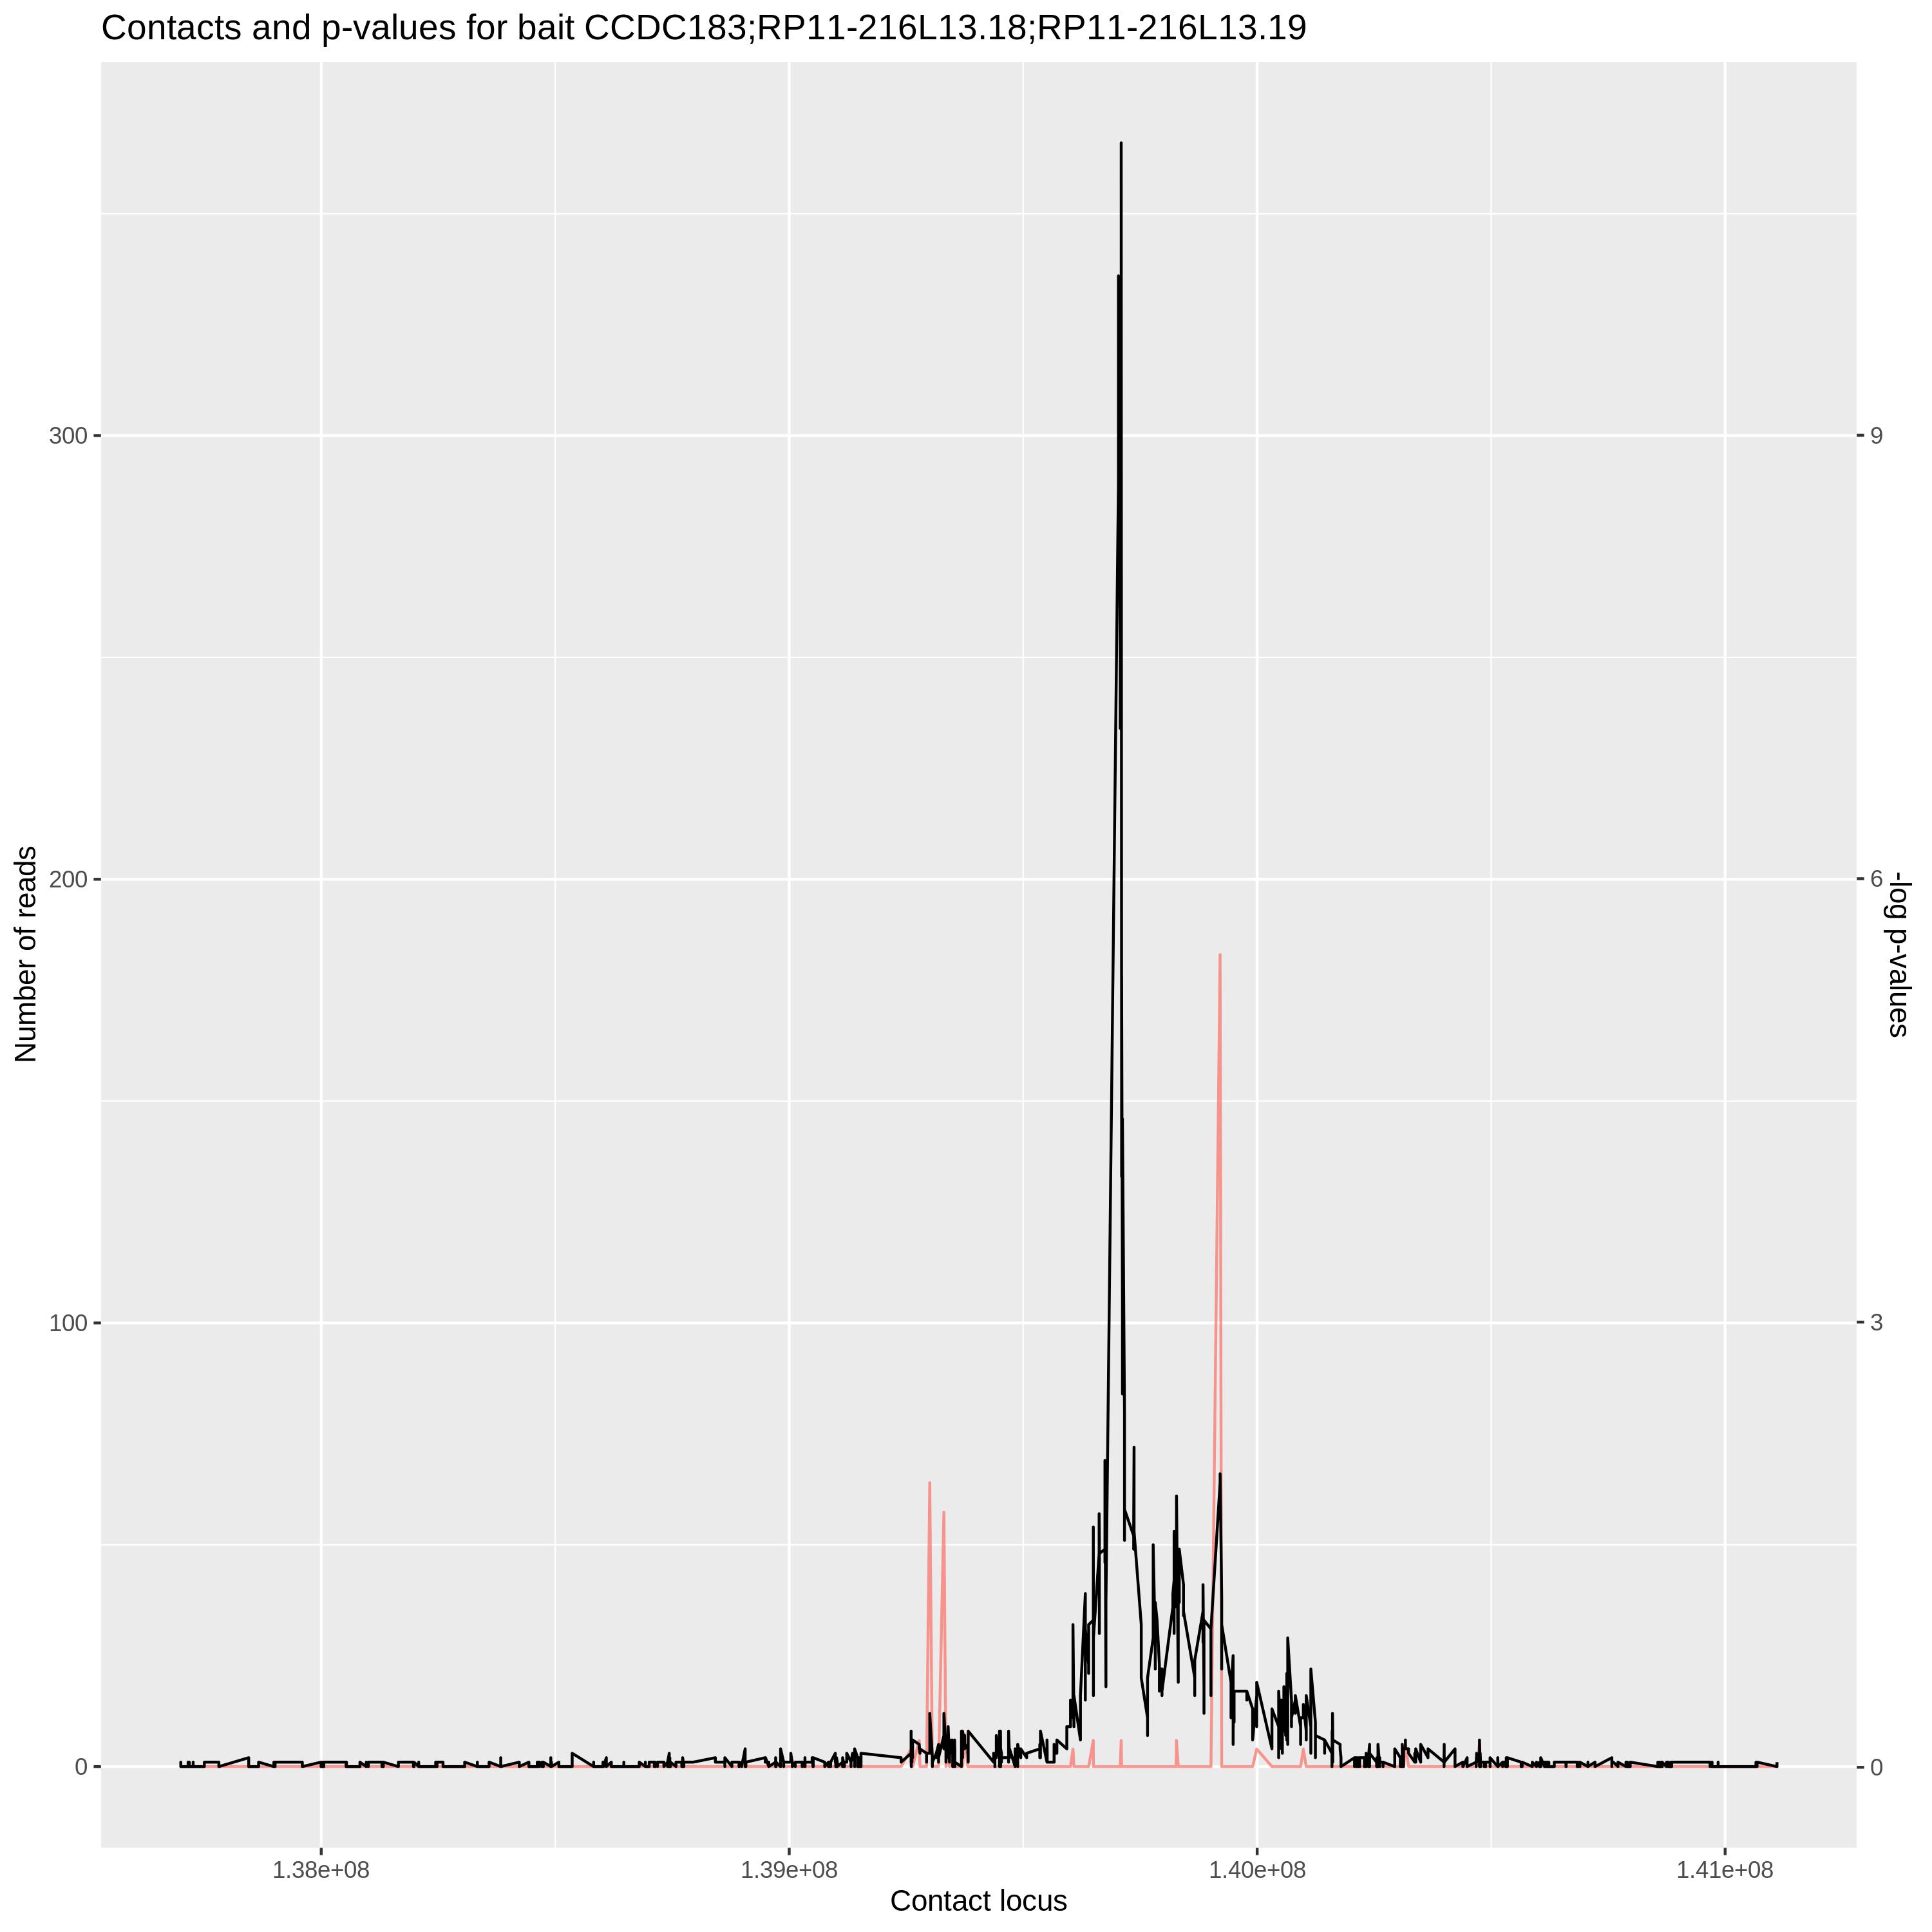 Contacts and p-values for bait CCDC183;RP11-216L13.18;RP11-216L13.19
Number of reads
300
200
100
0
9
6
3
0
-log p-values
1.38e+08
1.39e+08
1.40e+08
1.41e+08
Contact locus